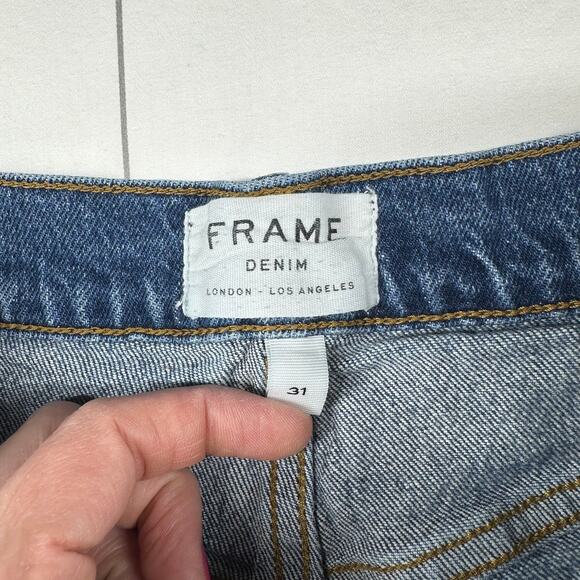 FRAME
DENIM
LONDON - LOS ANGELES
31